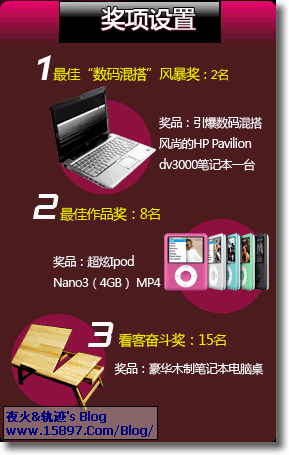 奖项设置
1 最佳“数码混搭”风暴奖：2名
奖品：引爆数码混搭
风尚的HP Pavilion
dv3000笔记本一台
2 最佳作品奖：8名
奖品：超炫Ipod
Nano3（4GB） MP4
3 看客奋斗奖：15名
奖品：豪华木制笔记本电脑桌
夜火&轨迹's Blog
www.15897.Com/Blog/